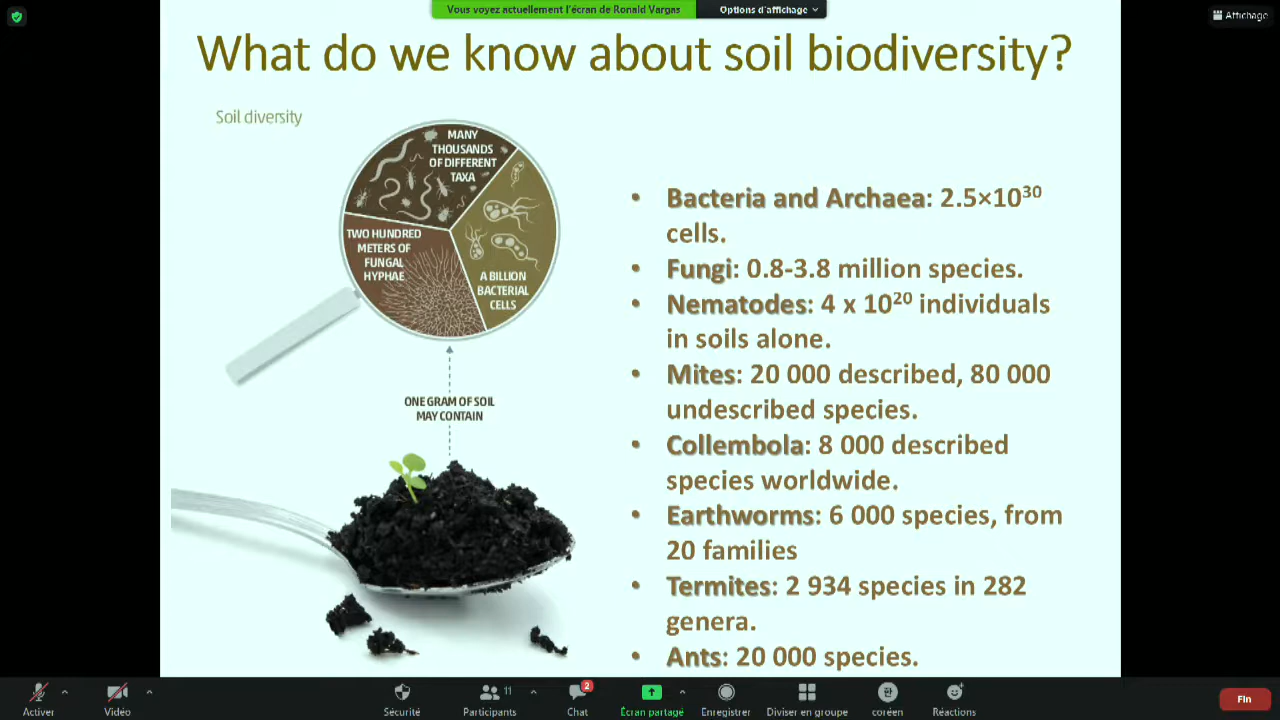 Vous voyez actuellement l'écran de Ronald Vargas
Options d'affichage
Affichage
What do we know about soil biodiversity?
Soil diversity
MANY
THOUSANDS
OF DIFFERENT
TAXA
TWO HUNDRED
METERS OF
FUNGAL
HYPHAE
A BILLION
BACTERIAL
CELLS
ONE GRAM OF SOIL
MAY CONTAIN
• Bacteria and Archaea: 2.5×10³⁰
cells.
• Fungi: 0.8-3.8 million species.
• Nematodes: 4 x 10²⁰ individuals
in soils alone.
• Mites: 20 000 described, 80 000
undescribed species.
• Collembola: 8 000 described
species worldwide.
• Earthworms: 6 000 species, from
20 families
• Termites: 2 934 species in 282
genera.
• Ants: 20 000 species.
Activer
Vidéo
Sécurité
11
Participants
2
Chat
Écran partagé
Enregistrer
Diviser en groupe
coréen
Réactions
Fin